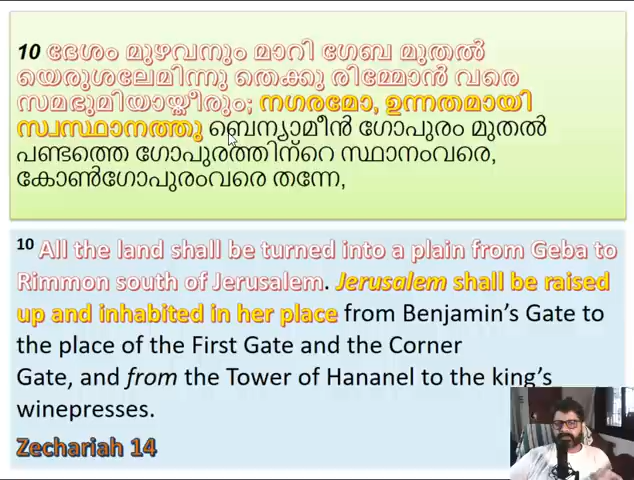 10 ദേശം മുഴവനും മാറി ഗേബ മുതൽ
യെരുശലേമിന്നു തെക്കു രിമ്മോൻ വരെ
സമഭൂമിയായ്തീരും; നഗരമോ, ഉന്നതമായി
സ്വസ്ഥാനത്തു ബെന്യാമീൻ ഗോപുരം മുതൽ
പണ്ടത്തെ ഗോപുരത്തിന്റെ സ്ഥാനംവരെ,
കോൺഗോപുരംവരെ തന്നേ,
10 All the land shall be turned into a plain from Geba to
Rimmon south of Jerusalem. Jerusalem shall be raised
up and inhabited in her place from Benjamin's Gate to
the place of the First Gate and the Corner
Gate, and from the Tower of Hananel to the king's
winepresses.
Zechariah 14